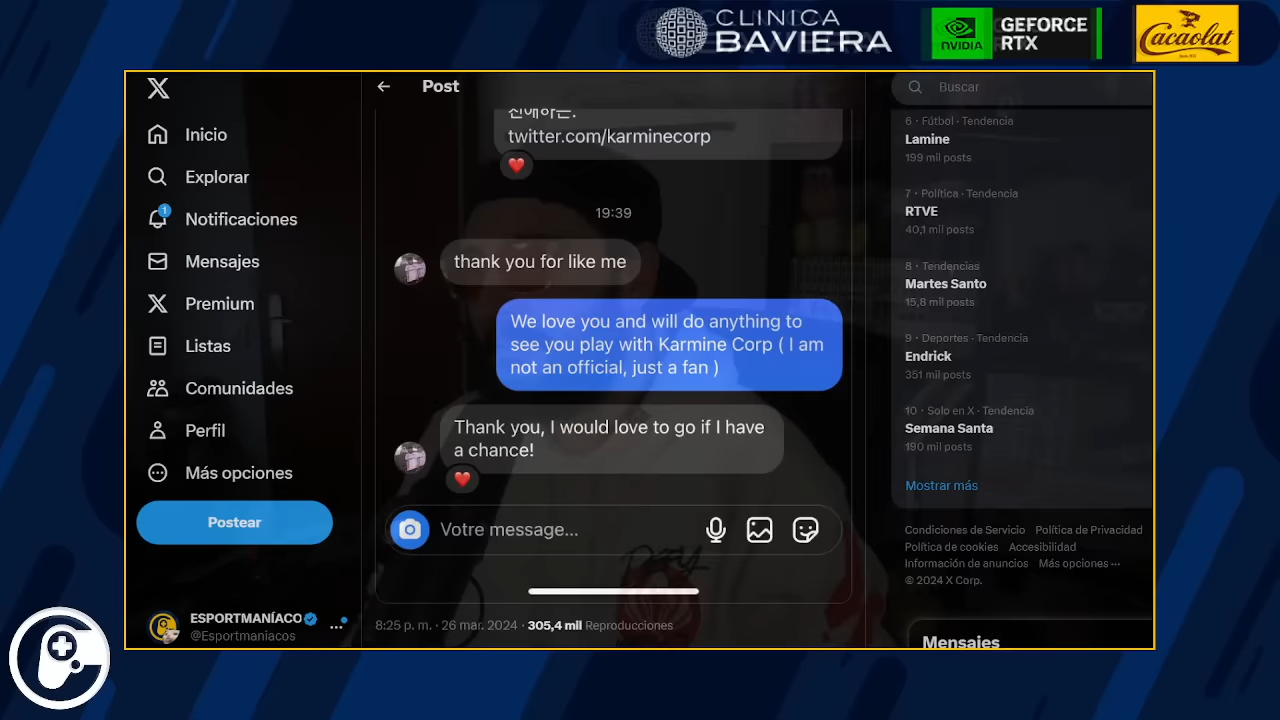 CLINICA
BAVIERA
NVIDIA
GEFORCE
RTX
Cacaolat
Post
Buscar
Inicio
Explorar
1
Notificaciones
Mensajes
Premium
Listas
Comunidades
Perfil
Más opciones
Postear
ESPORTMANÍACO
@Esportmaniacos
친애하는.
twitter.com/karminecorp
19:39
thank you for like me
We love you and will do anything to
see you play with Karmine Corp ( I am
not an official, just a fan )
Thank you, I would love to go if I have
a chance!
Votre message...
8:25 p. m. · 26 mar. 2024 · 305,4 mil Reproducciones
6 · Fútbol · Tendencia
Lamine
199 mil posts
7 · Política · Tendencia
RTVE
40,1 mil posts
8 · Tendencias
Martes Santo
15,8 mil posts
9 · Deportes · Tendencia
Endrick
351 mil posts
10 · Solo en X · Tendencia
Semana Santa
190 mil posts
Mostrar más
Condiciones de Servicio Política de Privacidad
Política de cookies Accesibilidad
Información de anuncios Más opciones ···
© 2024 X Corp.
Mensajes